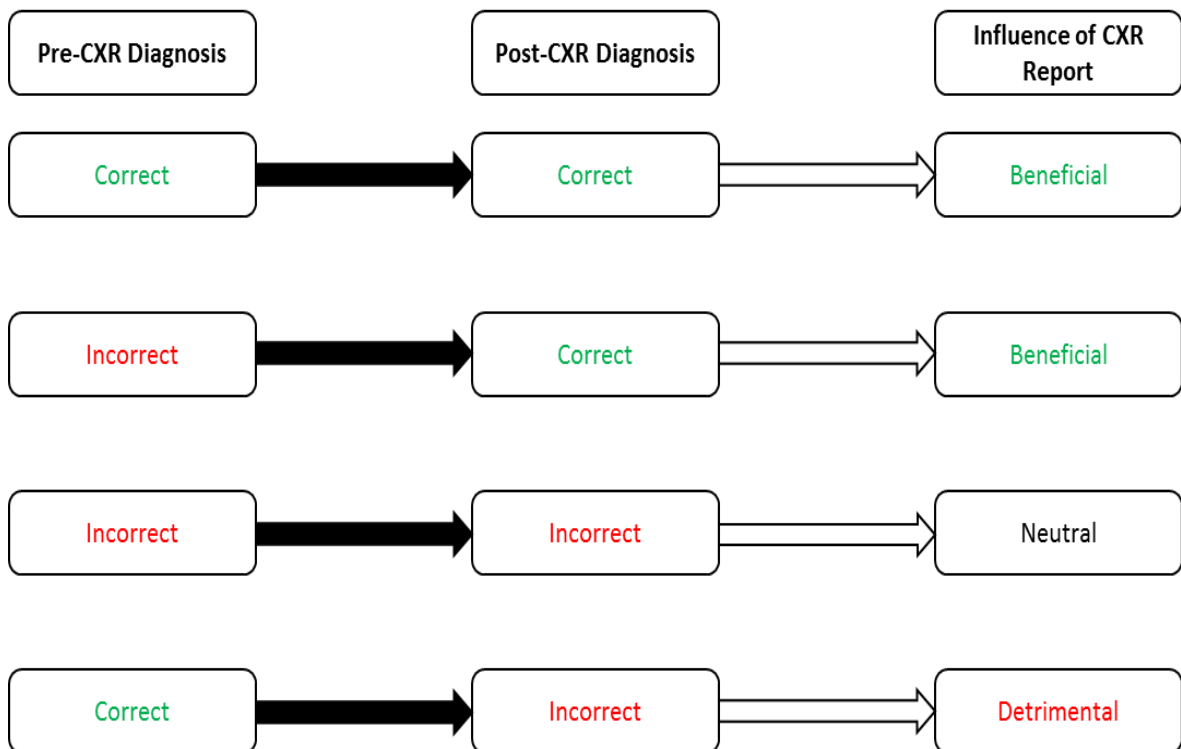 Pre-CXR Diagnosis
Post-CXR Diagnosis
Influence of CXR
Report
Correct
Correct
Beneficial
Incorrect
Correct
Beneficial
Incorrect
Incorrect
Neutral
Correct
Incorrect
Detrimental